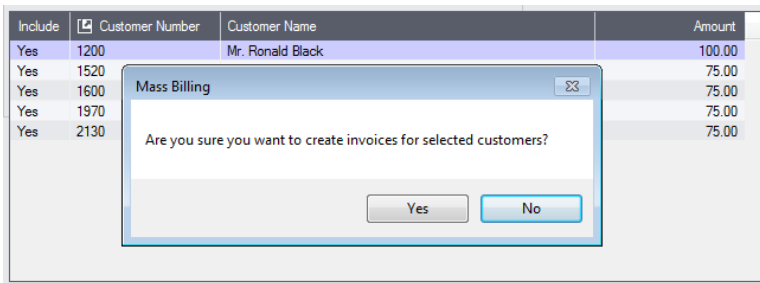 Include Customer Number Customer Name Amount
Yes 1200 Mr. Ronald Black 100.00
Yes 1520 75.00
Yes 1600 75.00
Yes 1970 75.00
Yes 2130 75.00
Mass Billing
Are you sure you want to create invoices for selected customers?
Yes No